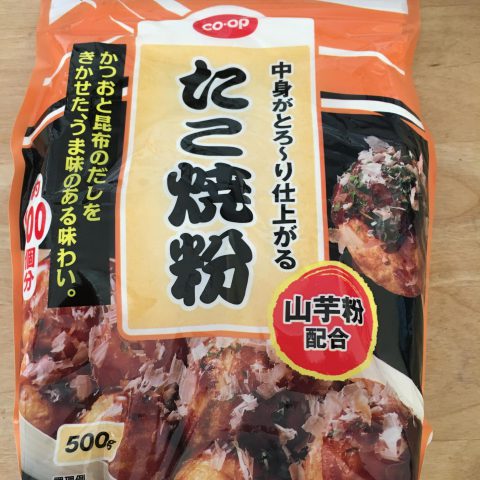 co·op
中身がとろ〜り仕上がる
たこ焼粉
かつおと昆布のだしを
きかせた、うま味のある味わい。
山芋粉
配合
500g